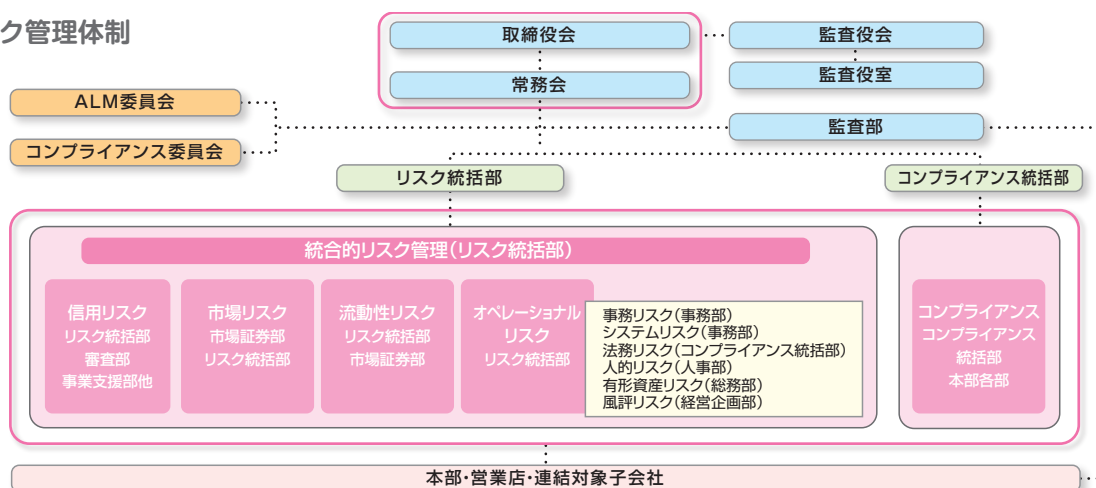 ク管理体制
取締役会
監査役会
常務会
監査役室
ALM委員会
監査部
コンプライアンス委員会
リスク統括部
コンプライアンス統括部
統合的リスク管理(リスク統括部)
信用リスク
リスク統括部
審査部
事業支援部他
市場リスク
市場証券部
リスク統括部
流動性リスク
リスク統括部
市場証券部
オペレーショナル
リスク
リスク統括部
事務リスク(事務部)
システムリスク(事務部)
法務リスク(コンプライアンス統括部)
人的リスク(人事部)
有形資産リスク(総務部)
風評リスク(経営企画部)
コンプライアンス
コンプライアンス
統括部
本部各部
本部・営業店・連結対象子会社